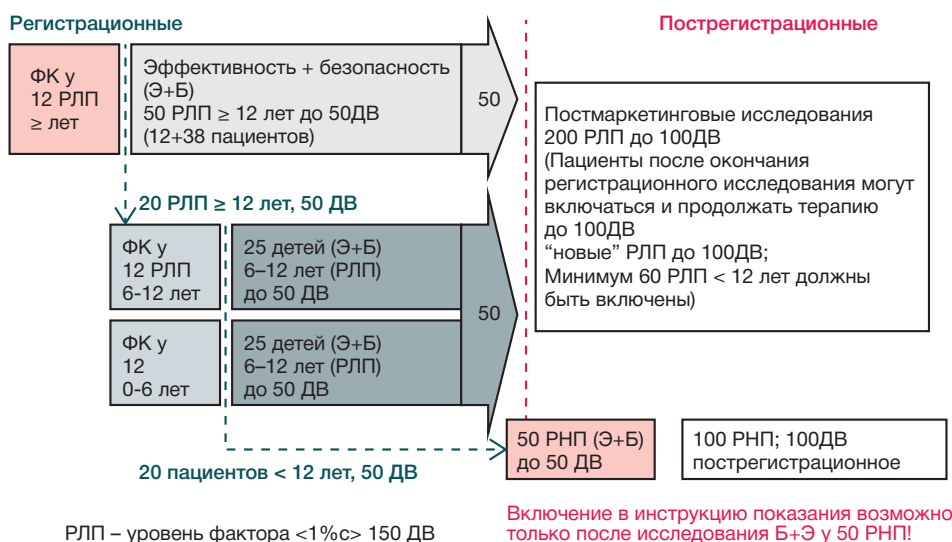 Регистрационные
Пострегистрационные
ФК у
12 РЛП
≥ лет
Эффективность + безопасность
(Э+Б)
50 РЛП ≥ 12 лет до 50ДВ
(12+38 пациентов)
50
Постмаркетинговые исследования
200 РЛП до 100ДВ
(Пациенты после окончания
регистрационного исследования могут
включаться и продолжать терапию
до 100ДВ
“новые” РЛП до 100ДВ;
Минимум 60 РЛП < 12 лет должны
быть включены)
20 РЛП ≥ 12 лет, 50 ДВ
ФК у
12 РЛП
6-12 лет
25 детей (Э+Б)
6–12 лет (РЛП)
до 50 ДВ
50
ФК у
12
0-6 лет
25 детей (Э+Б)
6–12 лет (РЛП)
до 50 ДВ
20 пациентов < 12 лет, 50 ДВ
50 РНП (Э+Б)
до 50 ДВ
100 РНП; 100ДВ
пострегистрационное
РЛП – уровень фактора <1%с> 150 ДВ
Включение в инструкцию показания возможно
только после исследования Б+Э у 50 РНП!